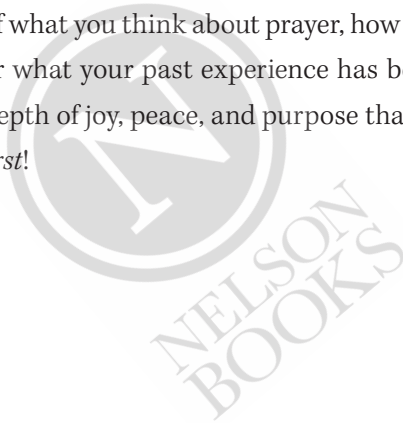 f what you think about prayer, how
r what your past experience has b
epth of joy, peace, and purpose tha
rst!
N
NELSON
BOOKS